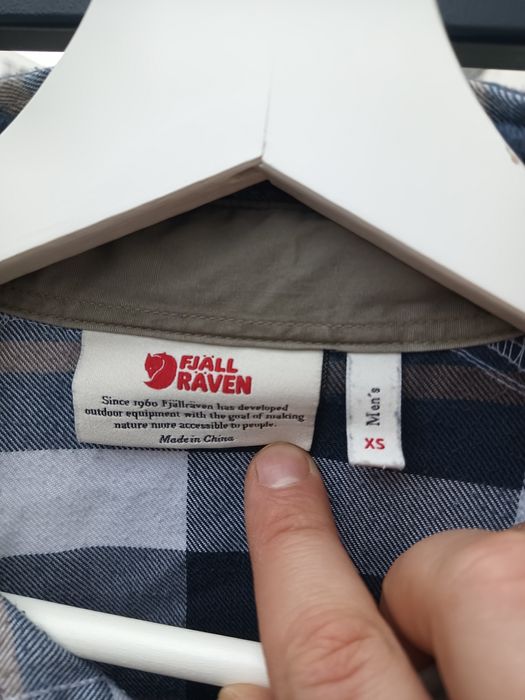 FJÄLL
RÄVEN
Since 1960 Fjällräven has developed
outdoor equipment with the goal of making
nature more accessible to people.
Made in China
Men's
XS